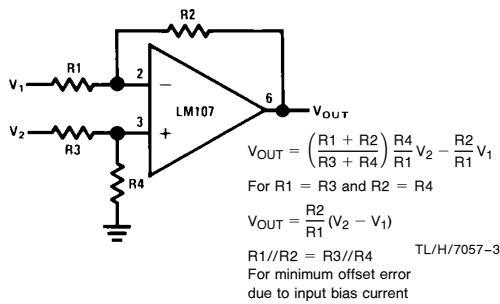 R2
R1
V1
2
−
6
LM107
VOUT
V2
3
+
R3
R4
VOUT = ((R1 + R2)/(R3 + R4)) R4/R1 V2 − R2/R1 V1
For R1 = R3 and R2 = R4
VOUT = R2/R1 (V2 − V1)
R1//R2 = R3//R4
TL/H/7057–3
For minimum offset error
due to input bias current